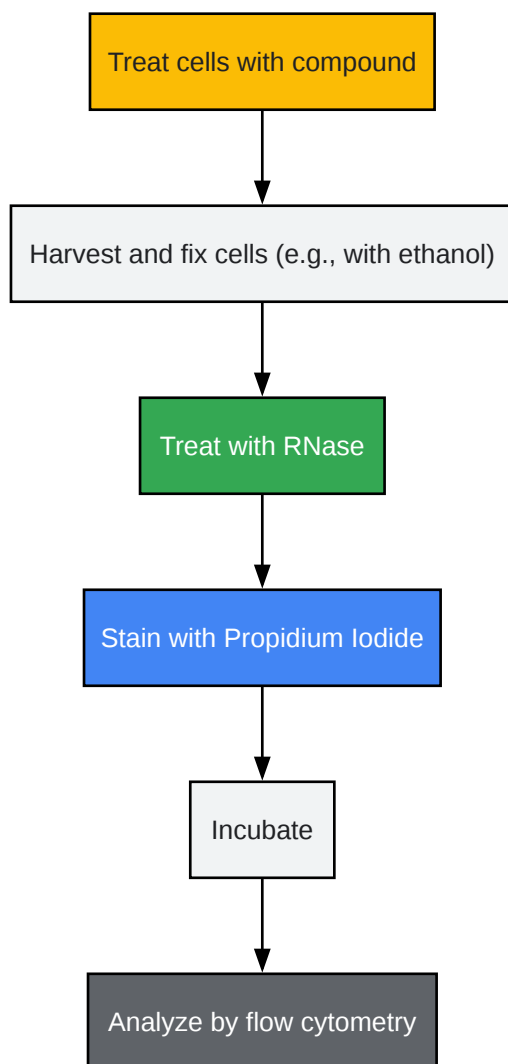 Treat cells with compound
Harvest and fix cells (e.g., with ethanol)
Treat with RNase
Stain with Propidium Iodide
Incubate
Analyze by flow cytometry